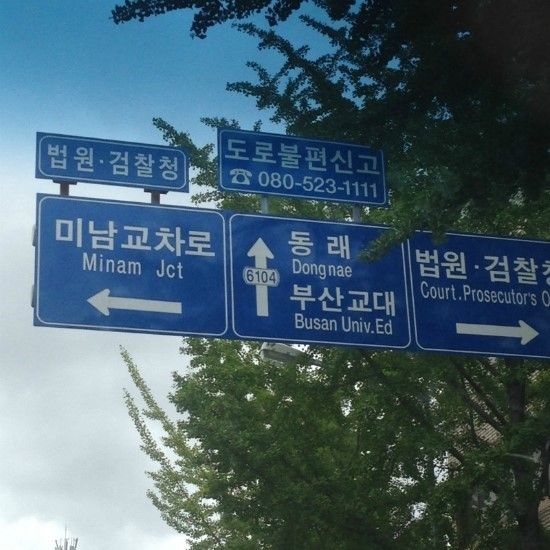 법원·검찰청
도로불편신고
☎ 080-523-1111
미남교차로
Minam Jct
6104
동래
Dongnae
부산교대
Busan Univ.Ed
법원·검찰청
Court.Prosecutor's